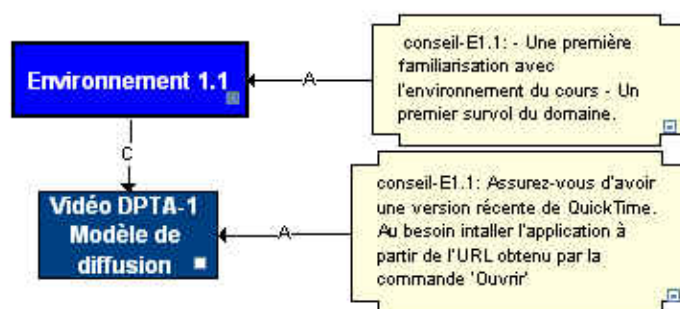 Environnement 1.1
A
conseil-E1.1: - Une première
familiarisation avec
l'environnement du cours - Un
premier survol du domaine.
C
Vidéo DPTA-1
Modèle de
diffusion
A
conseil-E1.1: Assurez-vous d'avoir
une version récente de QuickTime.
Au besoin intaller l'application à
partir de l'URL obtenu par la
commande 'Ouvrir'